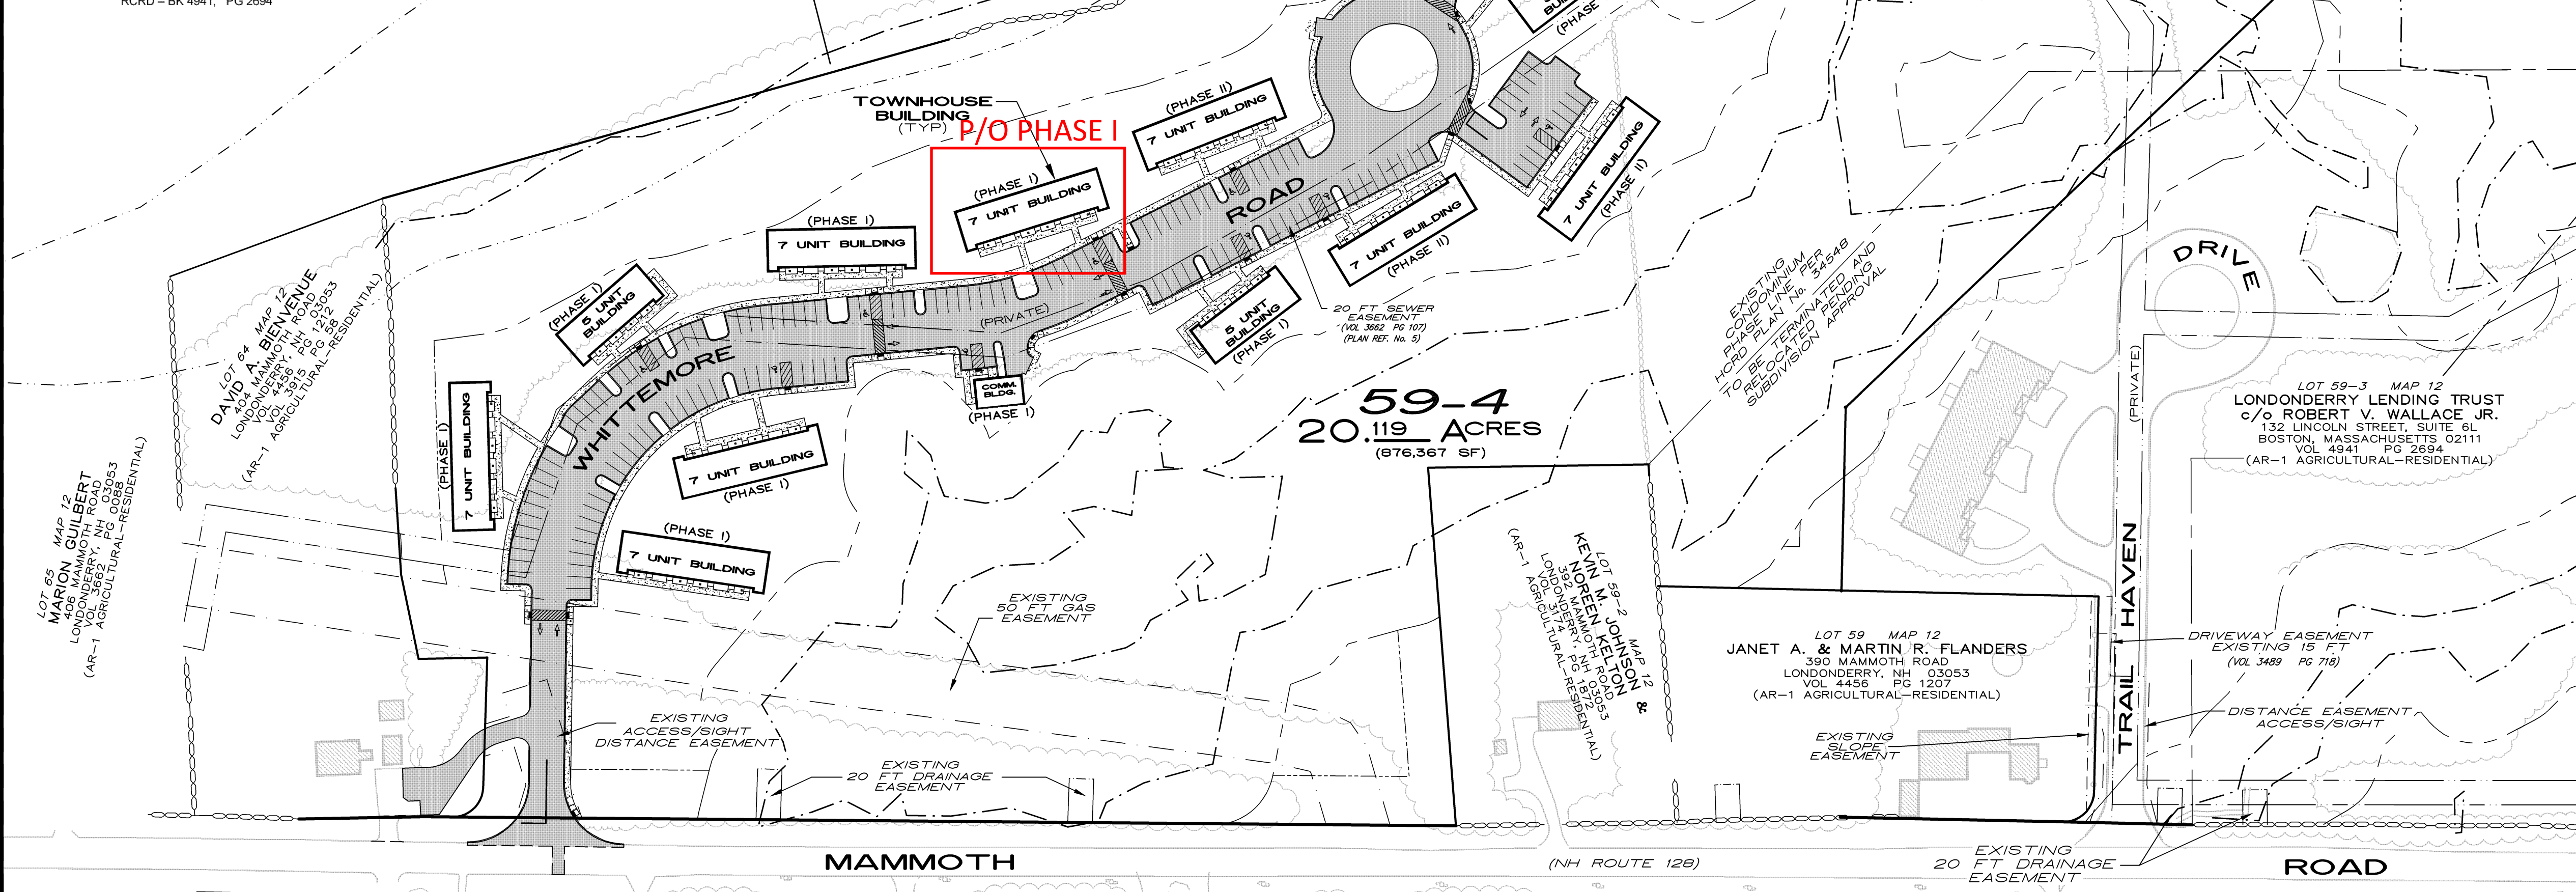 RCRD – BK 4941, PG 2694
TOWNHOUSE
BUILDING
(TYP)
P/O PHASE I
(PHASE I)
7 UNIT BUILDING
(PHASE II)
7 UNIT BUILDING
(PHASE
(PHASE I)
7 UNIT BUILDING
(PHASE I)
5 UNIT
BUILDING
(PHASE I)
7 UNIT BUILDING
7 UNIT BUILDING
(PHASE I)
(PHASE I)
7 UNIT BUILDING
COMM.
BLDG.
(PHASE I)
5 UNIT
BUILDING
(PHASE I)
7 UNIT BUILDING
(PHASE II)
7 UNIT BUILDING
(PHASE II)
WHITTEMORE
(PRIVATE)
ROAD
20 FT SEWER
EASEMENT
(VOL 3662 PG 107)
(PLAN REF. No. 5)
59-4
20.119 ACRES
(876,367 SF)
EXISTING
CONDOMINIUM
PHASE LINE PER
HCRD PLAN No. 34548
TO BE TERMINATED AND
RELOCATED PENDING
SUBDIVISION APPROVAL
LOT 64 MAP 12
DAVID A. BIENVENUE
404 MAMMOTH ROAD
LONDONDERRY, NH 03053
VOL 4456 PG 1212
VOL 3915 PG 58
(AR-1 AGRICULTURAL-RESIDENTIAL)
LOT 65 MAP 12
MARION GUILBERT
406 MAMMOTH ROAD
LONDONDERRY, NH 03053
VOL 3662 PG 0088
(AR-1 AGRICULTURAL-RESIDENTIAL)
EXISTING
50 FT GAS
EASEMENT
EXISTING
ACCESS/SIGHT
DISTANCE EASEMENT
EXISTING
20 FT DRAINAGE
EASEMENT
LOT 59-2 MAP 12
KEVIN M. JOHNSON &
NOREEN KELTON
392 MAMMOTH ROAD
LONDONDERRY, NH 03053
VOL 3174 PG 1872
(AR-1 AGRICULTURAL-RESIDENTIAL)
LOT 59 MAP 12
JANET A. & MARTIN R. FLANDERS
390 MAMMOTH ROAD
LONDONDERRY, NH 03053
VOL 4456 PG 1207
(AR-1 AGRICULTURAL-RESIDENTIAL)
EXISTING
SLOPE
EASEMENT
TRAIL HAVEN
(PRIVATE)
DRIVE
LOT 59-3 MAP 12
LONDONDERRY LENDING TRUST
c/o ROBERT V. WALLACE JR.
132 LINCOLN STREET, SUITE 6L
BOSTON, MASSACHUSETTS 02111
VOL 4941 PG 2694
(AR-1 AGRICULTURAL-RESIDENTIAL)
DRIVEWAY EASEMENT
EXISTING 15 FT
(VOL 3489 PG 718)
DISTANCE EASEMENT
ACCESS/SIGHT
EXISTING
20 FT DRAINAGE
EASEMENT
MAMMOTH
(NH ROUTE 128)
ROAD